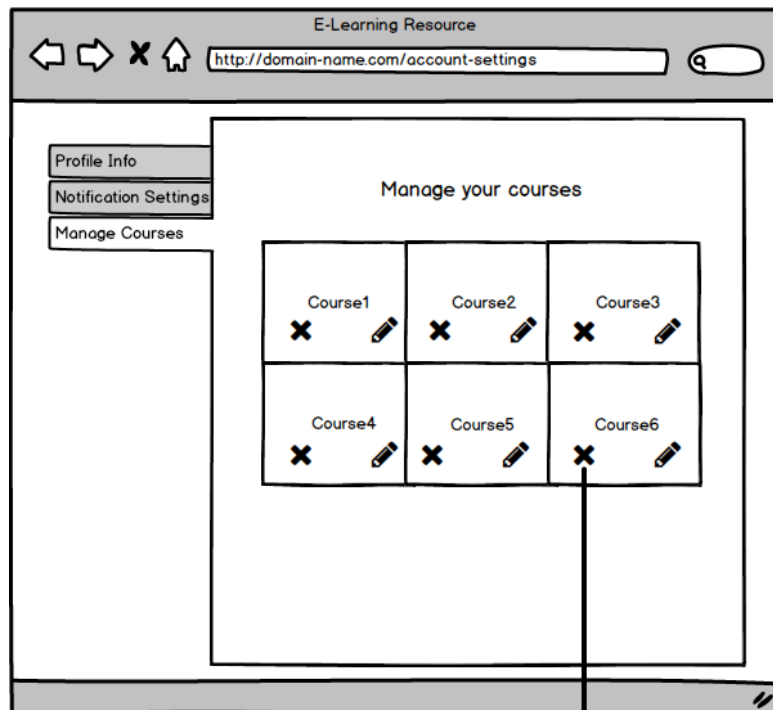 E-Learning Resource
http://domain-name.com/account-settings
Profile Info
Notification Settings
Manage Courses
Manage your courses
Course1
Course2
Course3
Course4
Course5
Course6